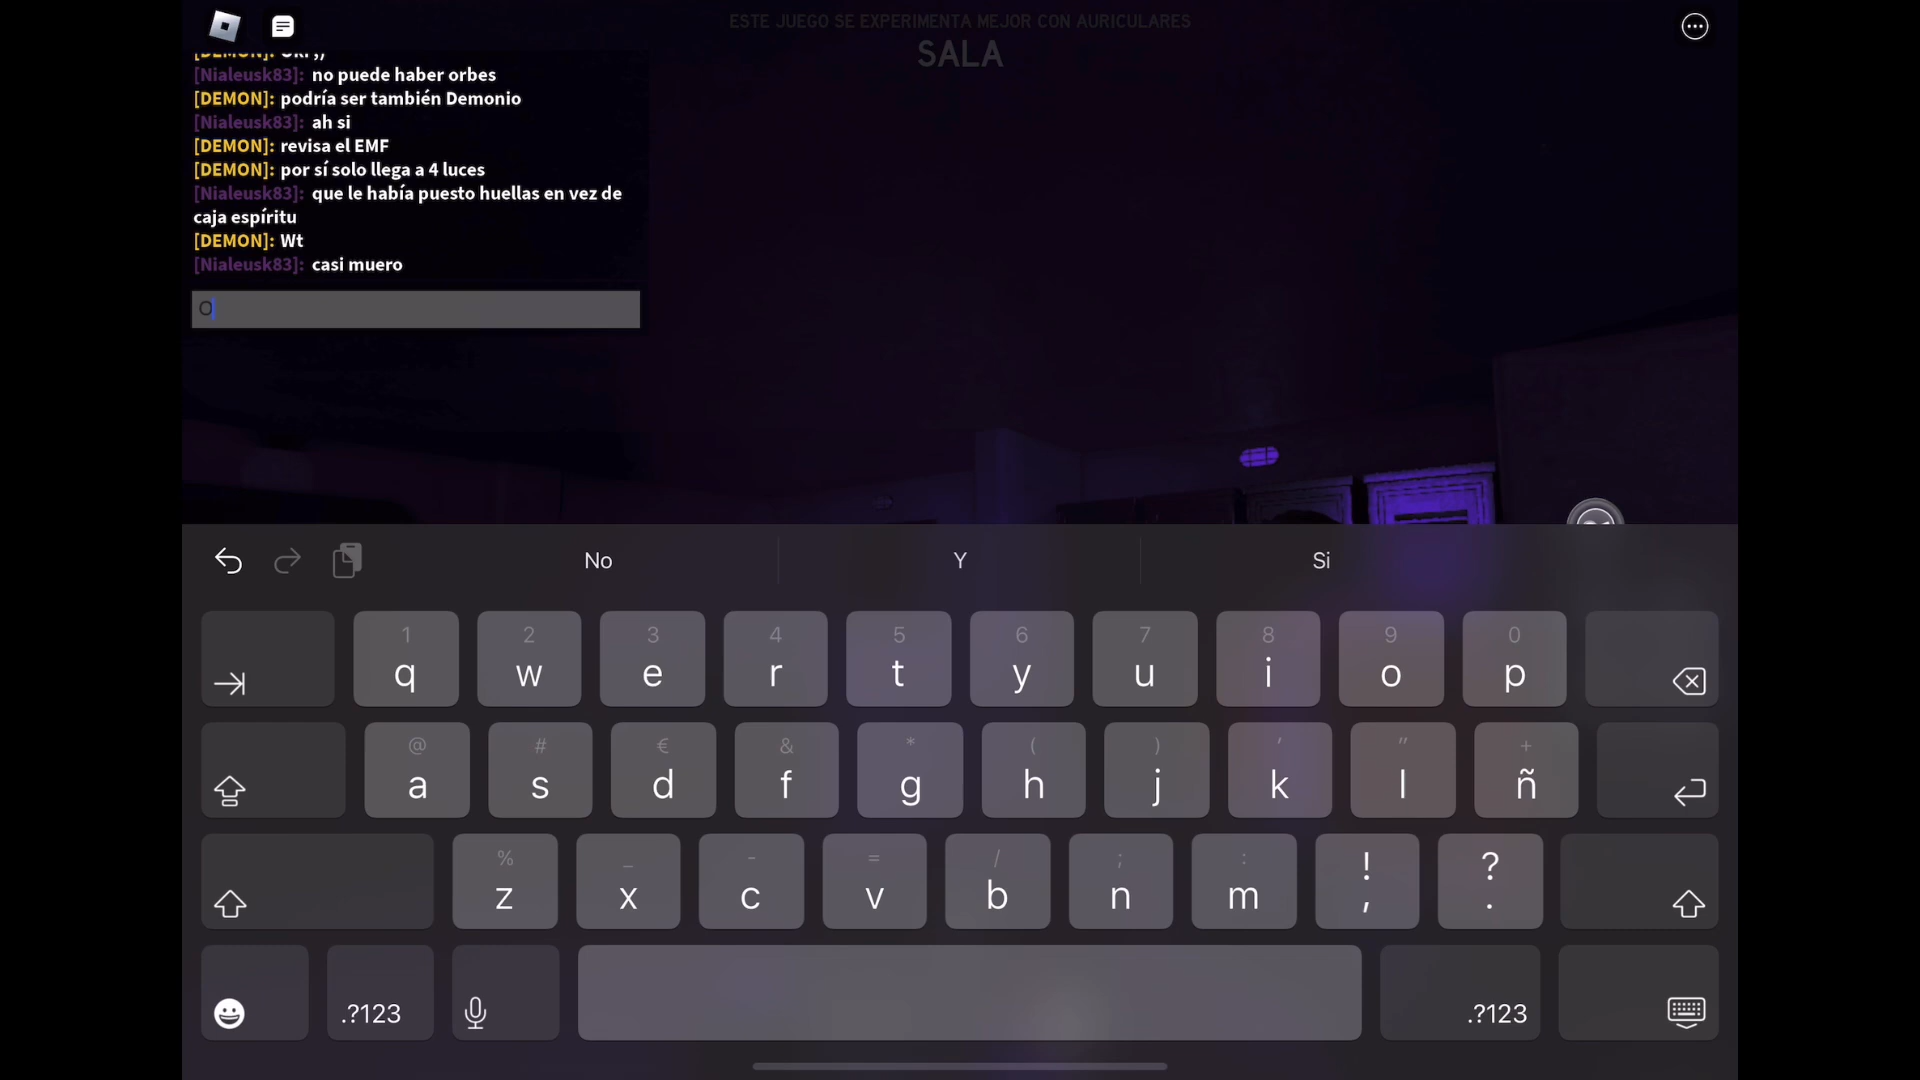 ESTE JUEGO SE EXPERIMENTA MEJOR CON AURICULARES
SALA
[DEMON]:
[Nialeusk83]: no puede haber orbes
[DEMON]: podría ser también Demonio
[Nialeusk83]: ah si
[DEMON]: revisa el EMF
[DEMON]: por sí solo llega a 4 luces
[Nialeusk83]: que le había puesto huellas en vez de
caja espíritu
[DEMON]: Wt
[Nialeusk83]: casi muero
O
No Y Si
1 2 3 4 5 6 7 8 9 0
q w e r t y u i o p
@ # € & * ( ) ' " +
a s d f g h j k l ñ
% _ - = / ; : ! ?
z x c v b n m , .
.?123 .?123